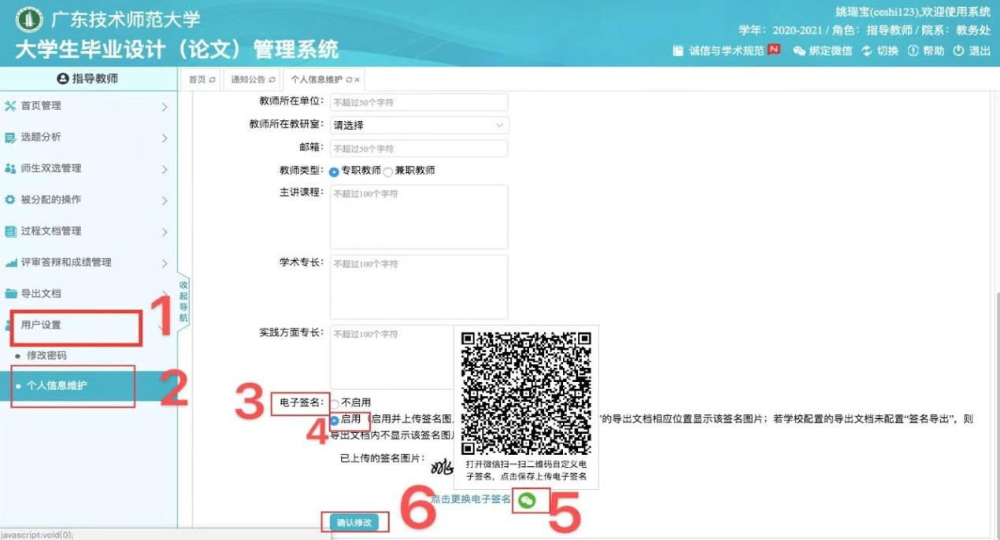 广东技术师范大学
大学生毕业设计（论文）管理系统
姚瑞宝(ceshi123),欢迎使用系统
学年：2020-2021 / 角色：指导教师 / 院系：教务处
诚信与学术规范 N 绑定微信 切换 帮助 退出
指导教师
首页 通知公告 个人信息维护
首页管理
选题分析
师生双选管理
被分配的操作
过程文档管理
评审答辩和成绩管理
导出文档
用户设置
1
修改密码
个人信息维护
2
收起导航
教师所在单位： 不超过50个字符
教师所在教研室： 请选择
邮箱： 不超过50个字符
教师类型： 专职教师 兼职教师
主讲课程： 不超过100个字符
学术专长： 不超过100个字符
实践方面专长： 不超过100个字符
3 电子签名： 不启用
4 启用（启用并上传签名图 "的导出文档相应位置显示该签名图片；若学校配置的导出文档未配置"签名导出"，则
导出文档内不显示该签名图
已上传的签名图片：
打开微信扫一扫二维码自定义电
子签名，点击保存上传电子签名
点击更换电子签名
5
6
确认修改
javascript:void(0);